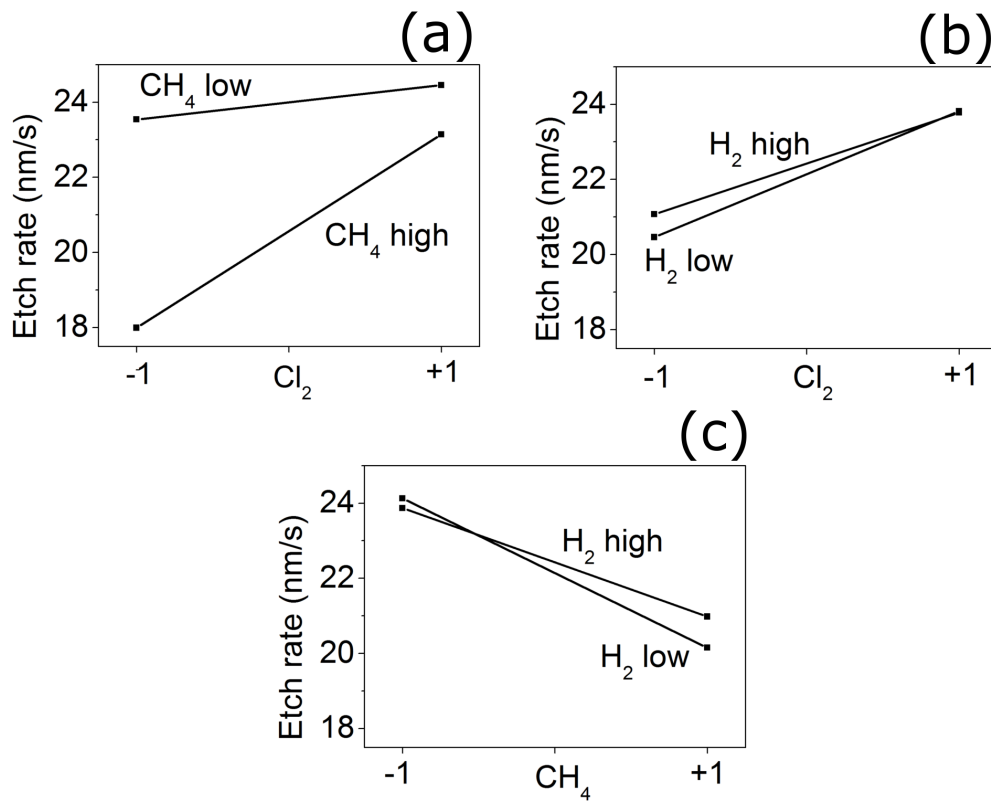 (a)
Etch rate (nm/s)
24
22
20
18
CH₄ low
CH₄ high
-1
Cl₂
+1
(b)
Etch rate (nm/s)
24
22
20
18
H₂ high
H₂ low
-1
Cl₂
+1
(c)
Etch rate (nm/s)
24
22
20
18
H₂ high
H₂ low
-1
CH₄
+1